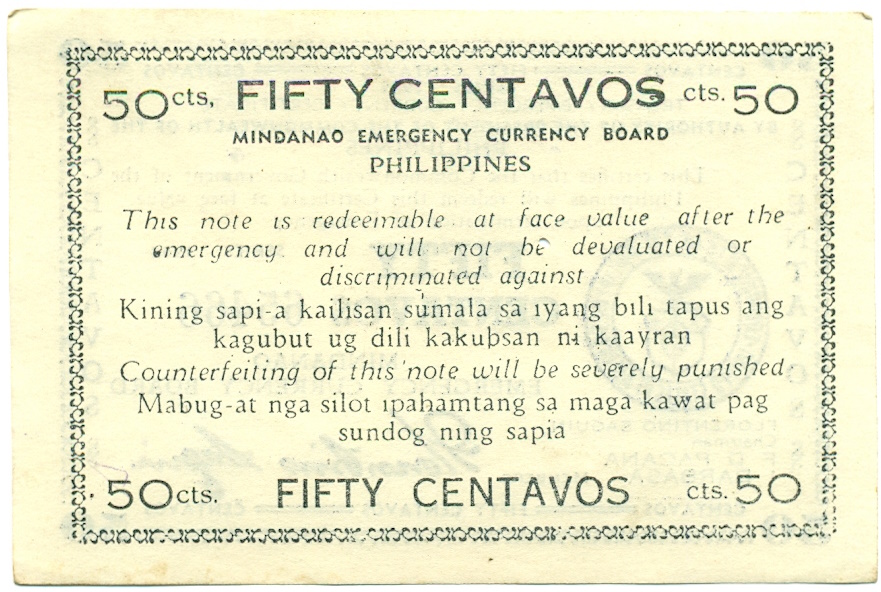 50cts, FIFTY CENTAVOS cts. 50
MINDANAO EMERGENCY CURRENCY BOARD
PHILIPPINES
This note is redeemable at face value after the
emergency and will not be devaluated or
discriminated against
Kining sapi-a kailisan sumala sa iyang bili tapus ang
kagubut ug dili kakubsan ni kaayran
Counterfeiting of this note will be severely punished
Mabug-at nga silot ipahamtang sa maga kawat pag
sundog ning sapia
50cts. FIFTY CENTAVOS cts. 50